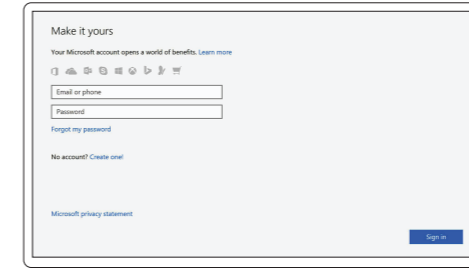 Make it yours
Your Microsoft account opens a world of benefits. Learn more
Email or phone
Password
Forgot my password
No account? Create one!
Microsoft privacy statement
Sign in